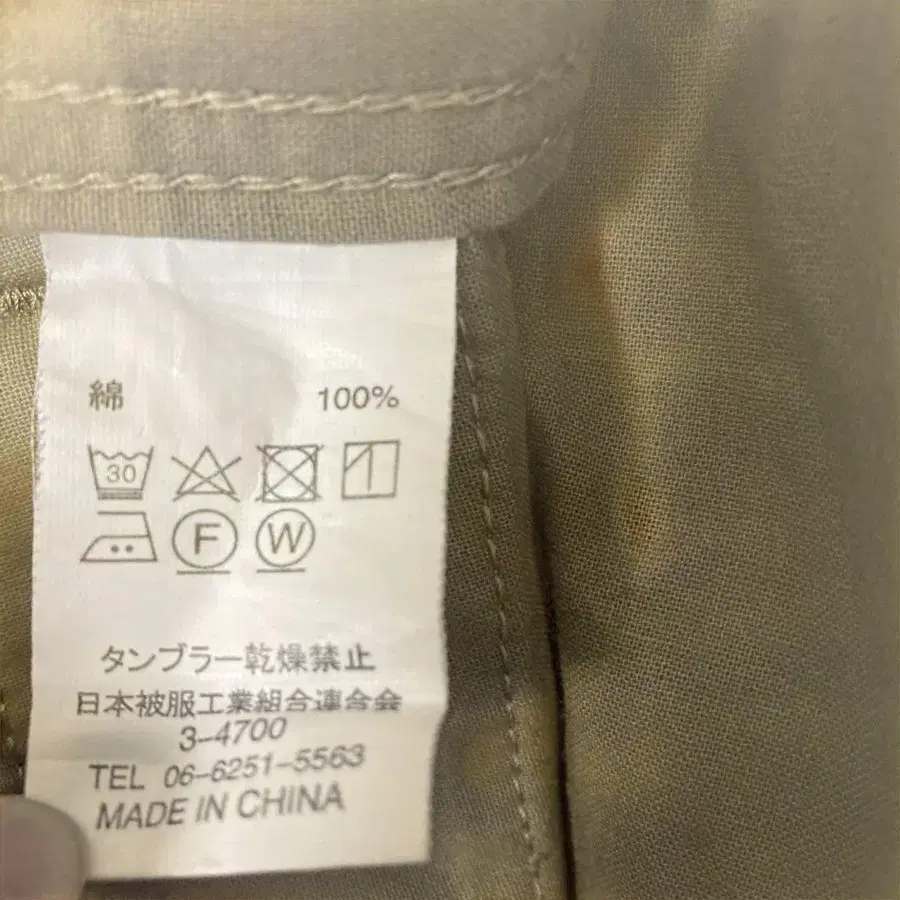 綿 100%
30
F W
タンブラー乾燥禁止
日本被服工業組合連合会
3-4700
TEL 06-6251-5563
MADE IN CHINA